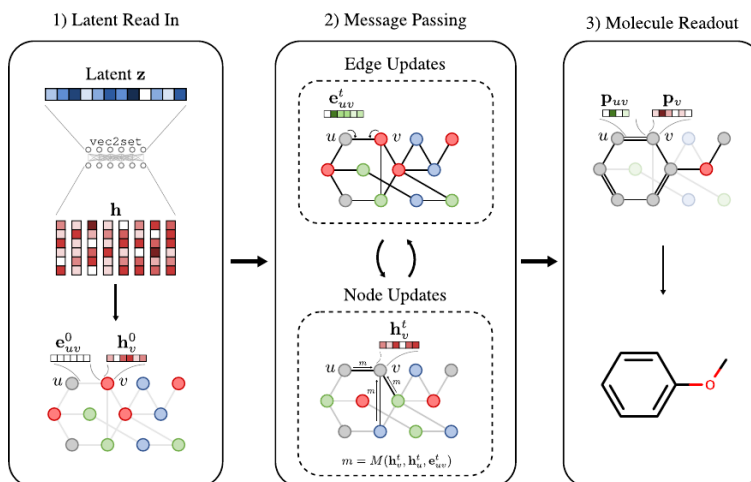 1) Latent Read In
Latent z
vec2set
h
e⁰ᵤᵥ h⁰ᵥ
u v
2) Message Passing
Edge Updates
eᵗᵤᵥ
u v
Node Updates
hᵗᵥ
u m v
m m
m = M(hᵗᵥ, hᵗᵤ, eᵗᵤᵥ)
3) Molecule Readout
pᵤᵥ pᵥ
u v
O